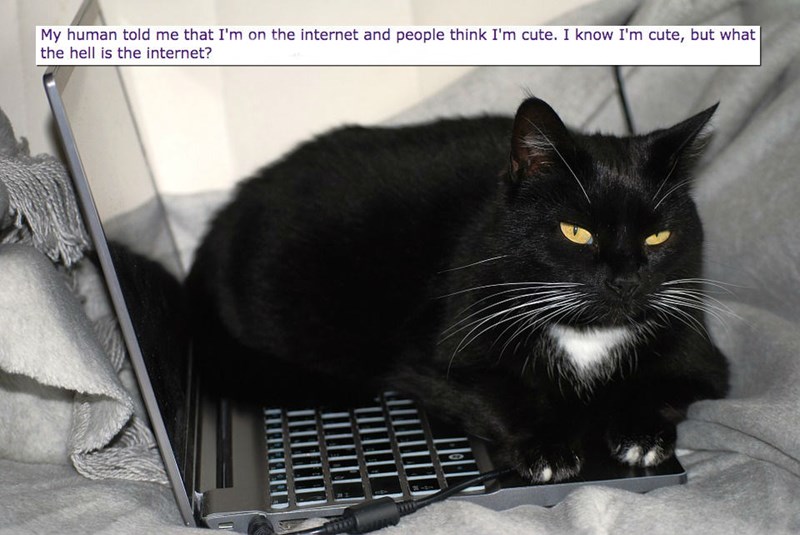 My human told me that I'm on the internet and people think I'm cute. I know I'm cute, but what
the hell is the internet?